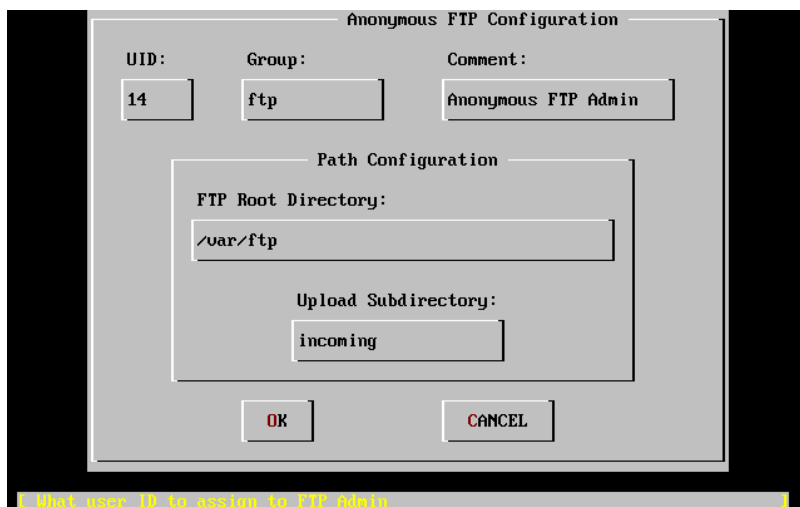 Anonymous FTP Configuration
UID: Group: Comment:
14 ftp Anonymous FTP Admin
Path Configuration
FTP Root Directory:
/var/ftp
Upload Subdirectory:
incoming
OK CANCEL
[ What user ID to assign to FTP Admin ]